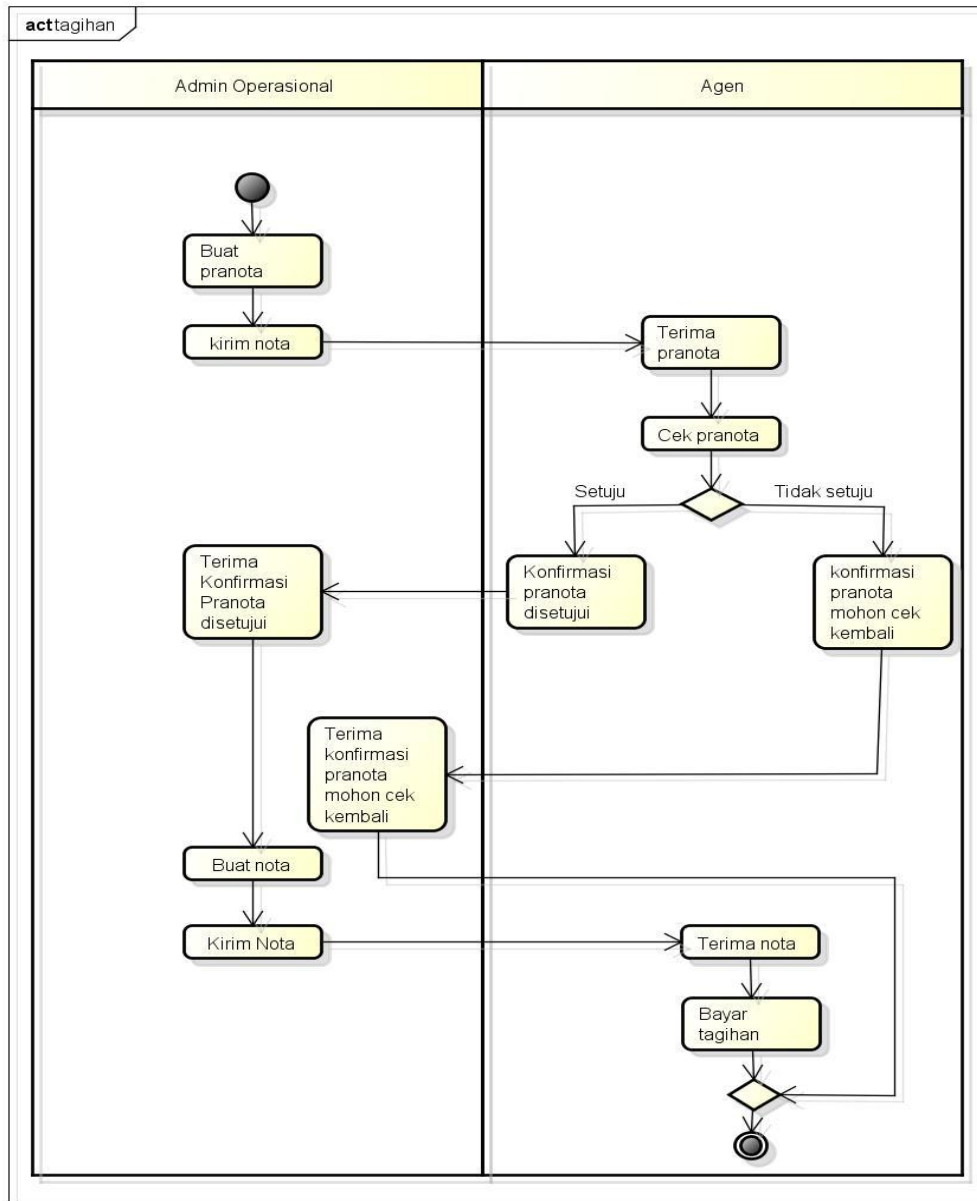 act tagihan
Admin Operasional
Agen
Buat
pranota
kirim nota
Terima
pranota
Cek pranota
Setuju
Tidak setuju
Terima
Konfirmasi
Pranota
disetujui
Konfirmasi
pranota
disetujui
konfirmasi
pranota
mohon cek
kembali
Terima
konfirmasi
pranota
mohon cek
kembali
Buat nota
Kirim Nota
Terima nota
Bayar
tagihan